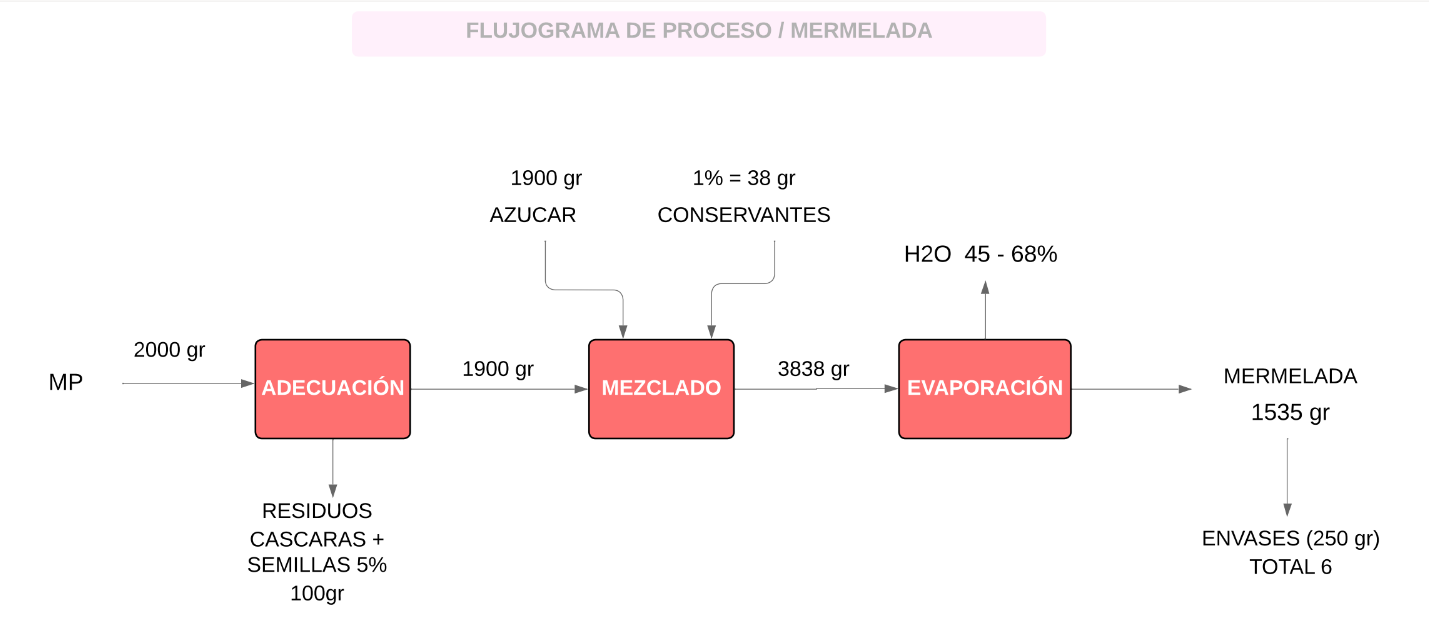 FLUJOGRAMA DE PROCESO / MERMELADA
1900 gr
AZUCAR
1% = 38 gr
CONSERVANTES
H2O  45 - 68%
MP
2000 gr
ADECUACIÓN
1900 gr
MEZCLADO
3838 gr
EVAPORACIÓN
MERMELADA
1535 gr
RESIDUOS
CASCARAS +
SEMILLAS 5%
100gr
ENVASES (250 gr)
TOTAL 6